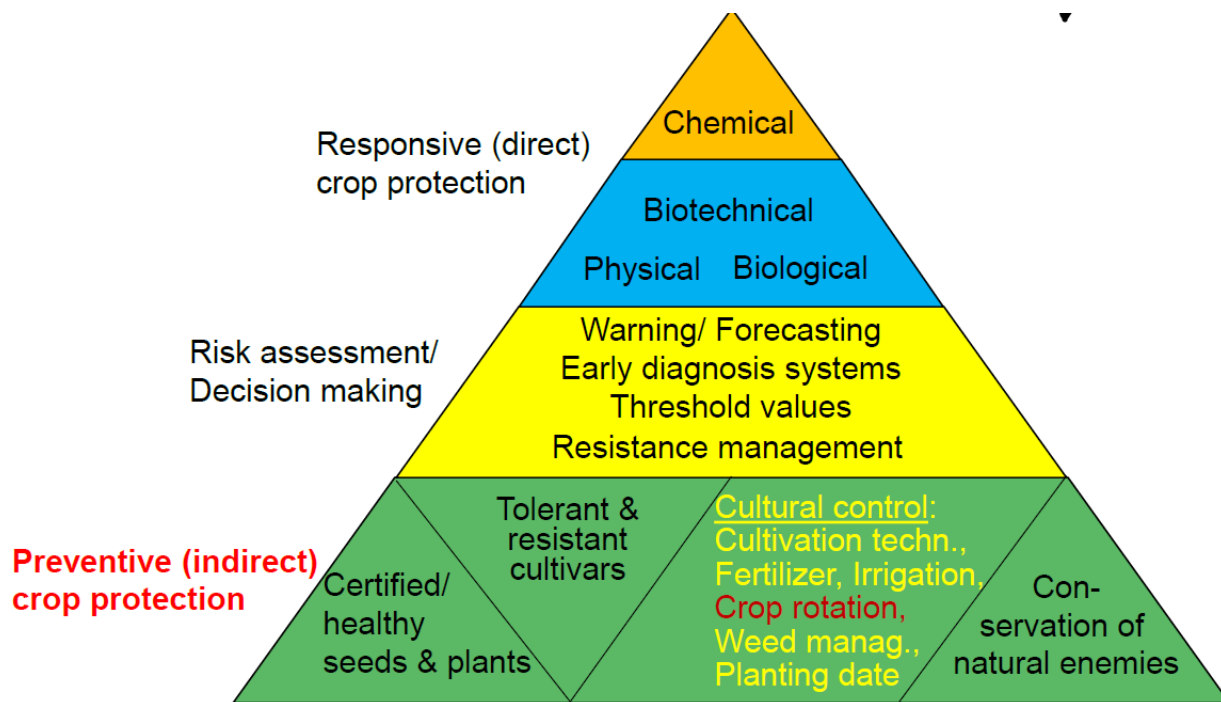 Chemical
Responsive (direct)
crop protection
Biotechnical
Physical Biological
Risk assessment/
Decision making
Warning/ Forecasting
Early diagnosis systems
Threshold values
Resistance management
Preventive (indirect)
crop protection
Certified/
healthy
seeds & plants
Tolerant &
resistant
cultivars
Cultural control:
Cultivation techn.,
Fertilizer, Irrigation,
Crop rotation,
Weed manag.,
Planting date
Con-
servation of
natural enemies